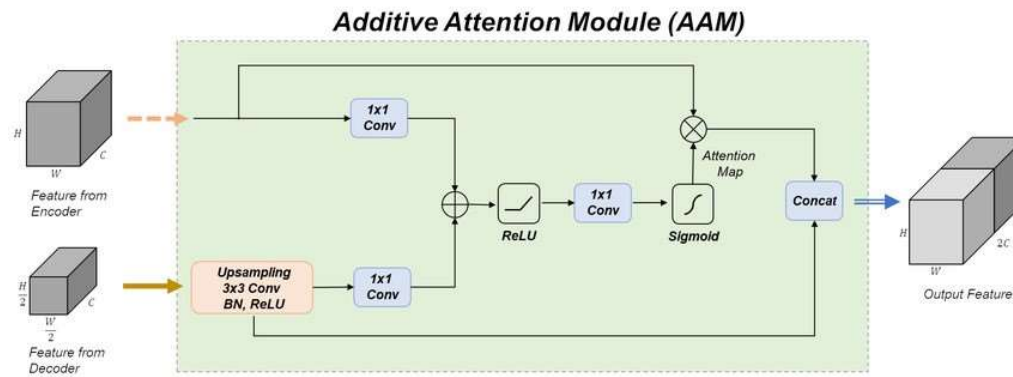 Additive Attention Module (AAM)
H
W
C
Feature from
Encoder
1x1
Conv
ReLU
1x1
Conv
Attention
Map
Sigmoid
Concat
H
W
2C
Output Feature
H
2
W
2
C
Feature from
Decoder
Upsampling
3x3 Conv
BN, ReLU
1x1
Conv